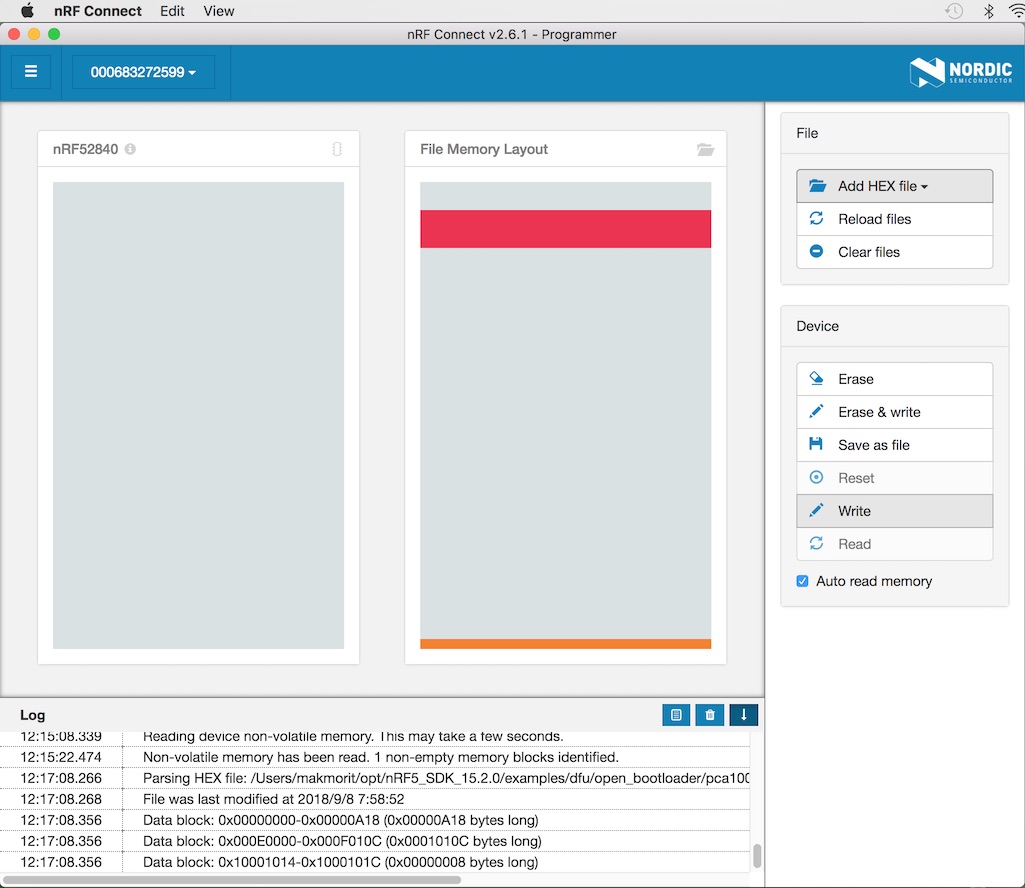 nRF Connect Edit View
nRF Connect v2.6.1 - Programmer
000683272599
NORDIC
SEMICONDUCTOR
nRF52840
File Memory Layout
File
Add HEX file
Reload files
Clear files
Device
Erase
Erase & write
Save as file
Reset
Write
Read
Auto read memory
Log
12:15:08.339 Reading device non-volatile memory. This may take a few seconds.
12:15:22.474 Non-volatile memory has been read. 1 non-empty memory blocks identified.
12:17:08.266 Parsing HEX file: /Users/makmorit/opt/nRF5_SDK_15.2.0/examples/dfu/open_bootloader/pca100
12:17:08.268 File was last modified at 2018/9/8 7:58:52
12:17:08.356 Data block: 0x00000000-0x00000A18 (0x00000A18 bytes long)
12:17:08.356 Data block: 0x000E0000-0x000F010C (0x0001010C bytes long)
12:17:08.356 Data block: 0x10001014-0x1000101C (0x00000008 bytes long)